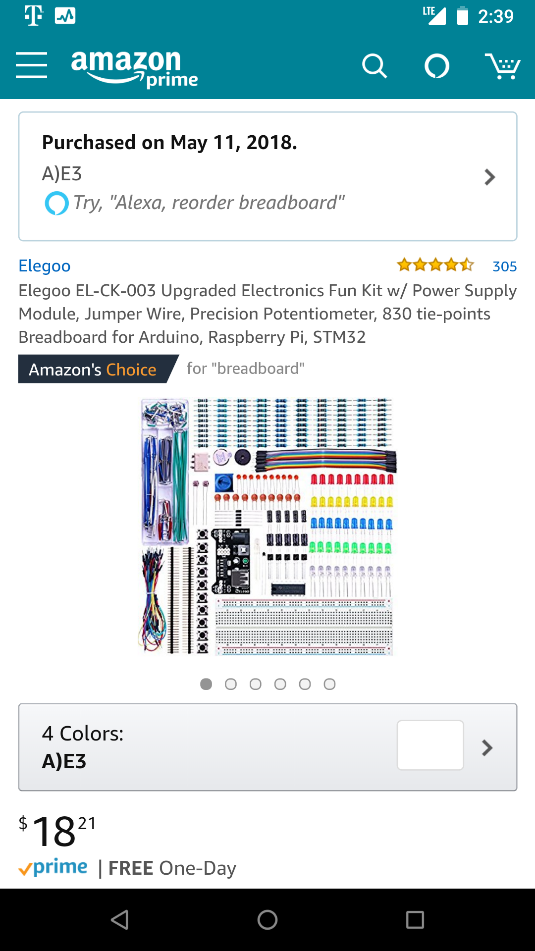 LTE 2:39
amazon
prime
Purchased on May 11, 2018.
A)E3
Try, "Alexa, reorder breadboard"
Elegoo 305
Elegoo EL-CK-003 Upgraded Electronics Fun Kit w/ Power Supply
Module, Jumper Wire, Precision Potentiometer, 830 tie-points
Breadboard for Arduino, Raspberry Pi, STM32
Amazon's Choice for "breadboard"
4 Colors:
A)E3
$18 21
prime | FREE One-Day